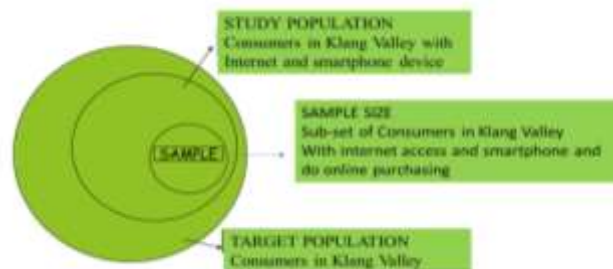 STUDY POPULATION
Consumers in Klang Valley with
Internet and smartphone device
SAMPLE
SAMPLE SIZE
Sub-set of Consumers in Klang Valley
With internet access and smartphone and
do online purchasing
TARGET POPULATION
Consumers in Klang Valley